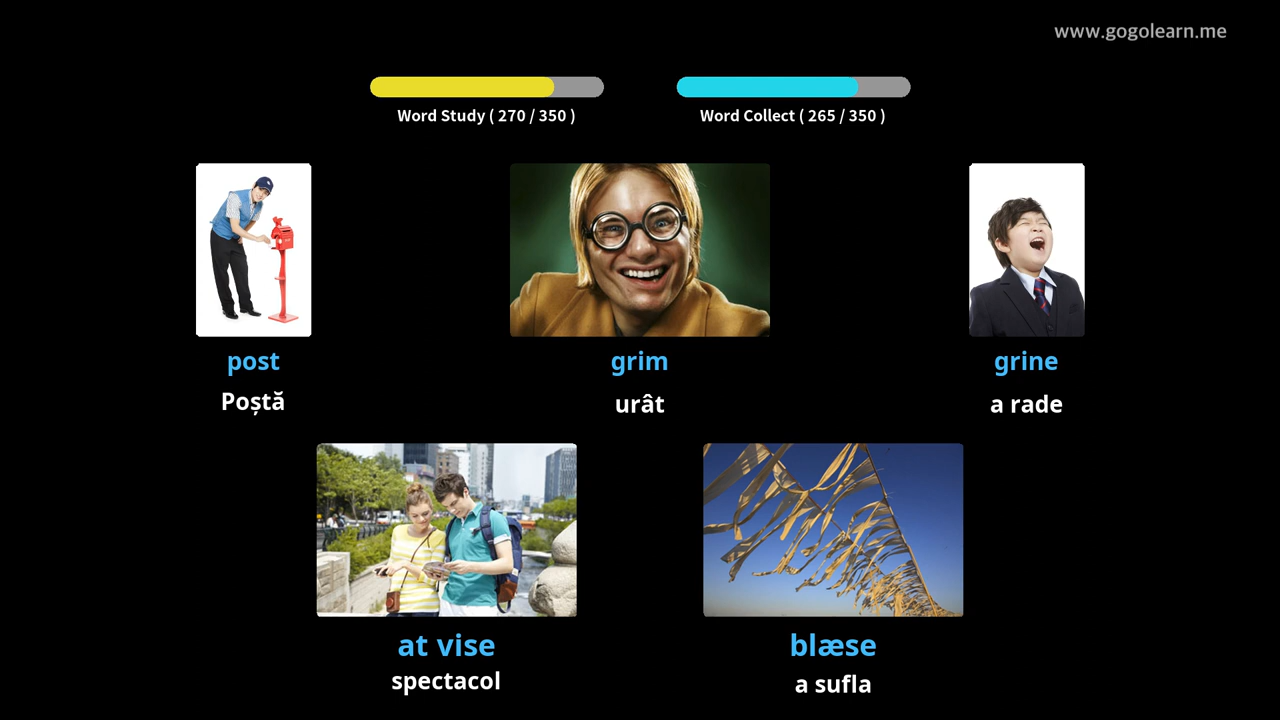 www.gogolearn.me
Word Study ( 270 / 350 )
Word Collect ( 265 / 350 )
post
grim
grine
Poștă
urât
a rade
at vise
blæse
spectacol
a sufla